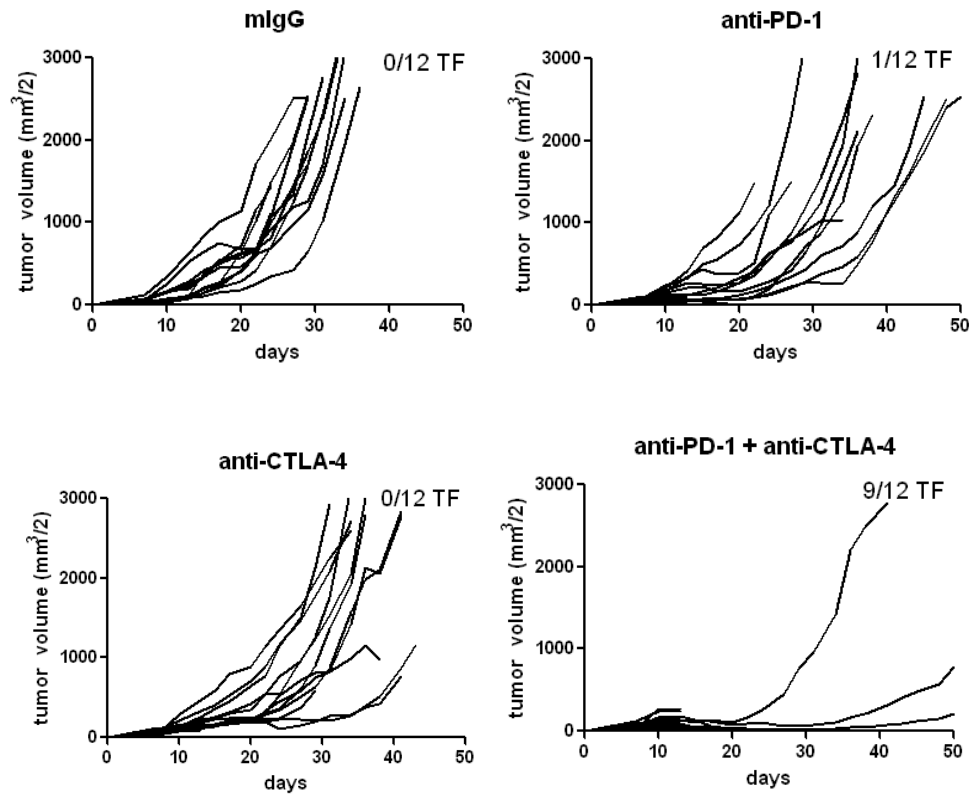 mIgG
0/12 TF
tumor volume (mm³/2)
3000
2000
1000
0
0 10 20 30 40 50
days
anti-PD-1
1/12 TF
tumor volume (mm³/2)
3000
2000
1000
0
0 10 20 30 40 50
days
anti-CTLA-4
0/12 TF
tumor volume (mm³/2)
3000
2000
1000
0
0 10 20 30 40 50
days
anti-PD-1 + anti-CTLA-4
9/12 TF
tumor volume (mm³/2)
3000
2000
1000
0
0 10 20 30 40 50
days